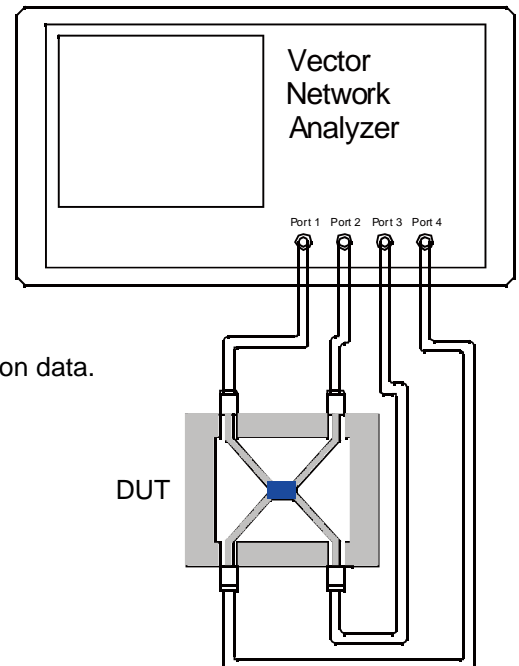 Vector
Network
Analyzer
Port 1 Port 2 Port 3 Port 4
on data.
DUT